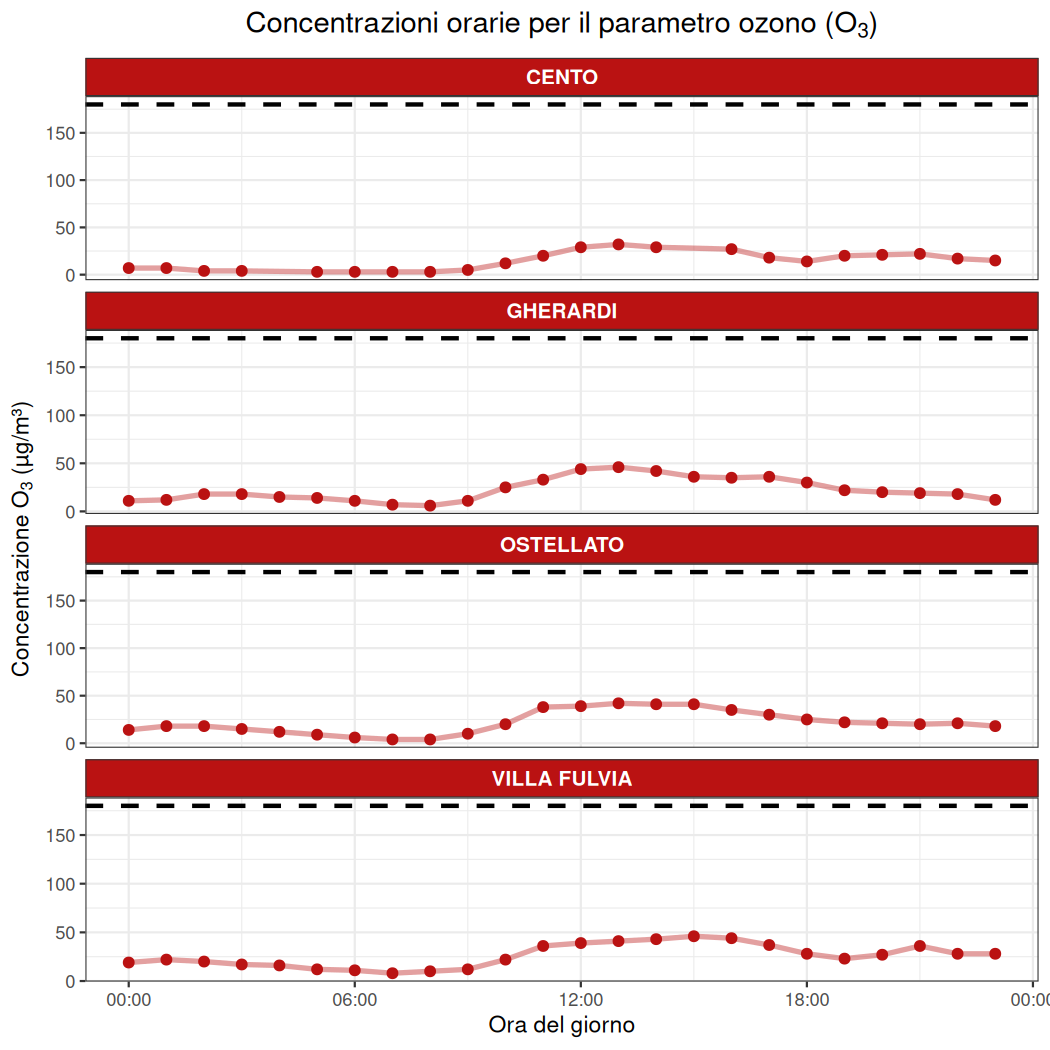 Concentrazioni orarie per il parametro ozono (O₃)
CENTO
150
100
50
0
GHERARDI
150
100
50
0
OSTELLATO
150
100
50
0
VILLA FULVIA
150
100
50
0
Concentrazione O₃ (µg/m³)
00:00 06:00 12:00 18:00 00:0
Ora del giorno